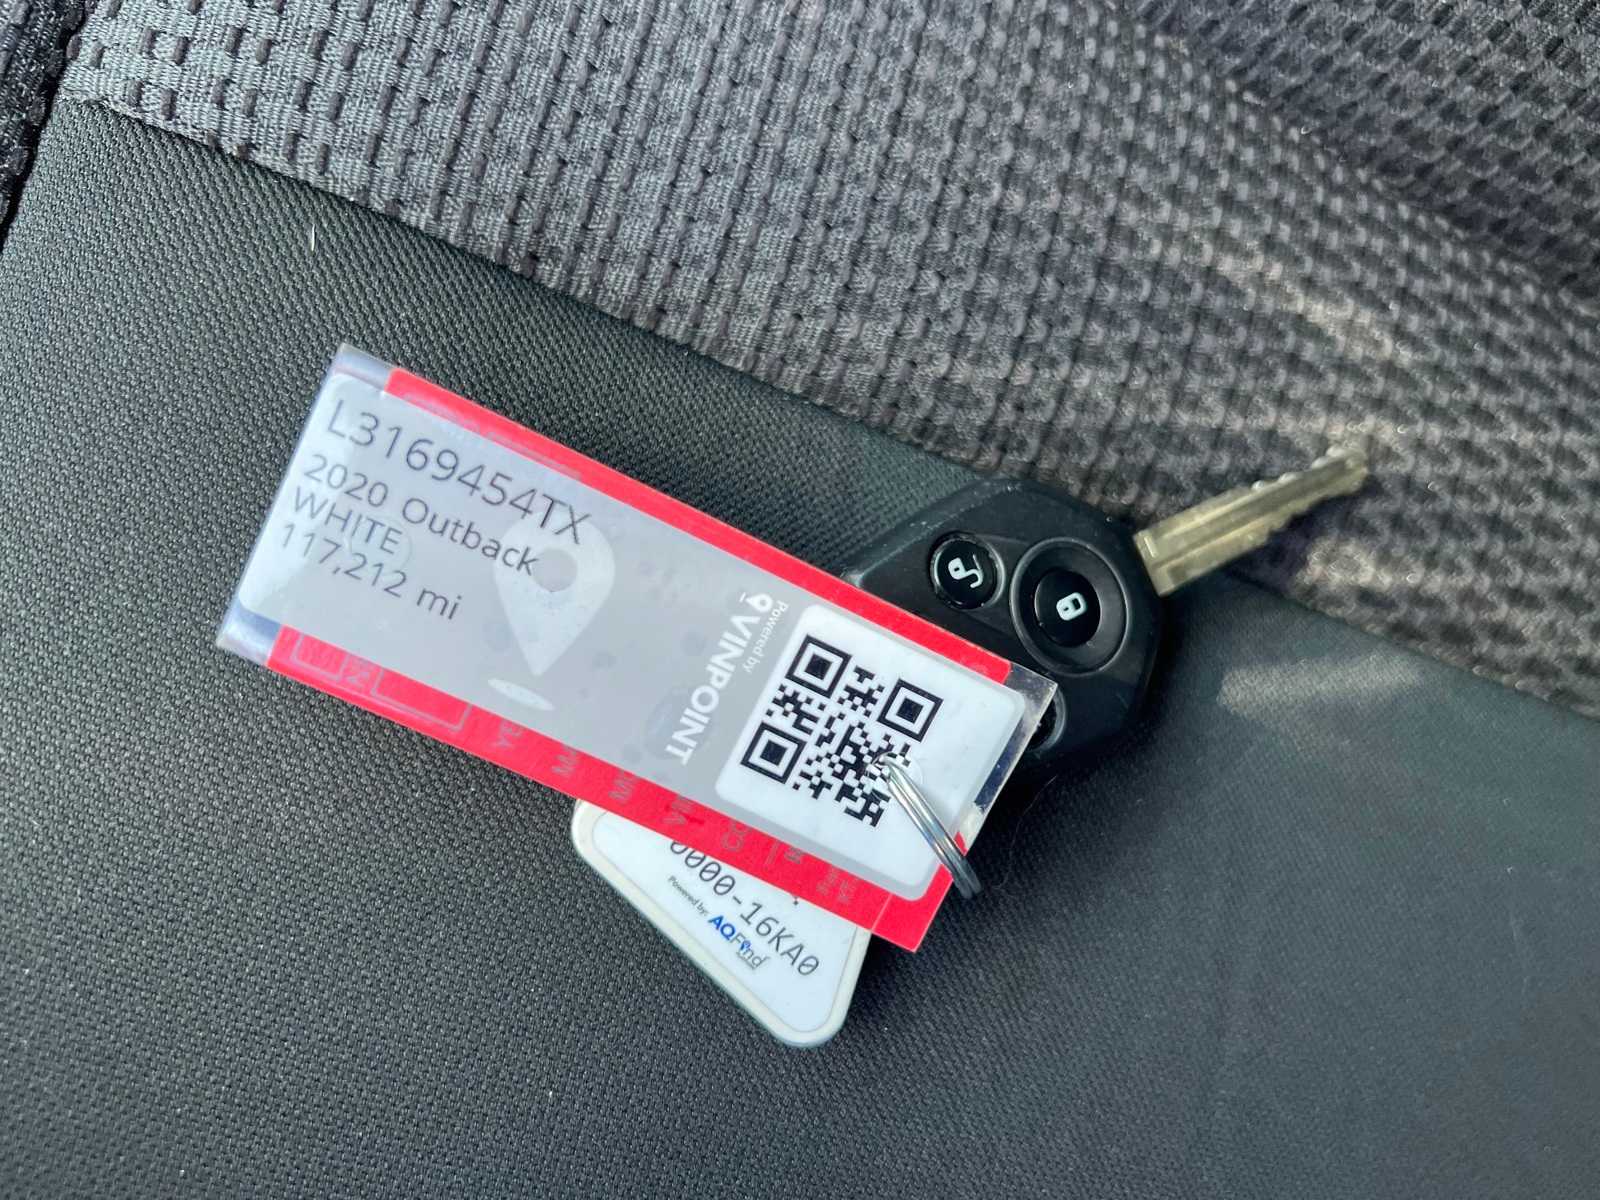 L3169454TX
2020 Outback
WHITE
117,212 mi
Powered by
VINPOINT
0000-16KA0
Powered by:
AQFind